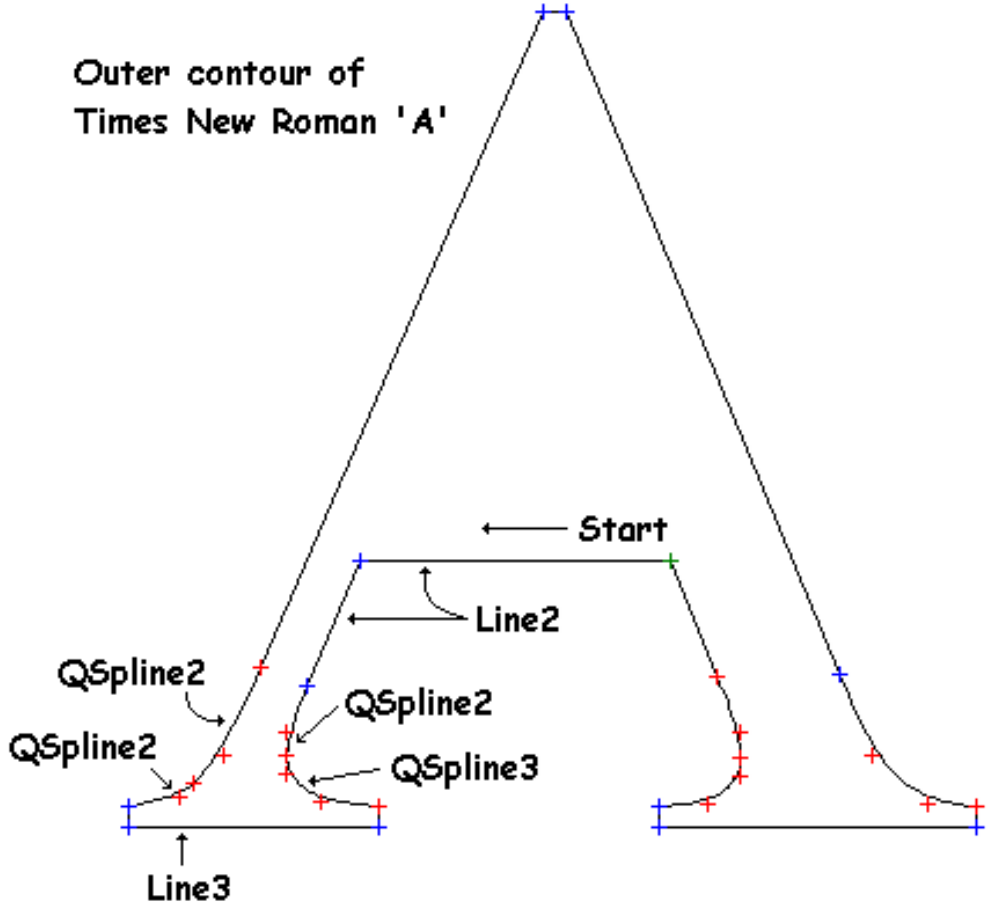 Outer contour of
Times New Roman 'A'
Start
Line2
QSpline2
QSpline2
QSpline2
QSpline3
Line3